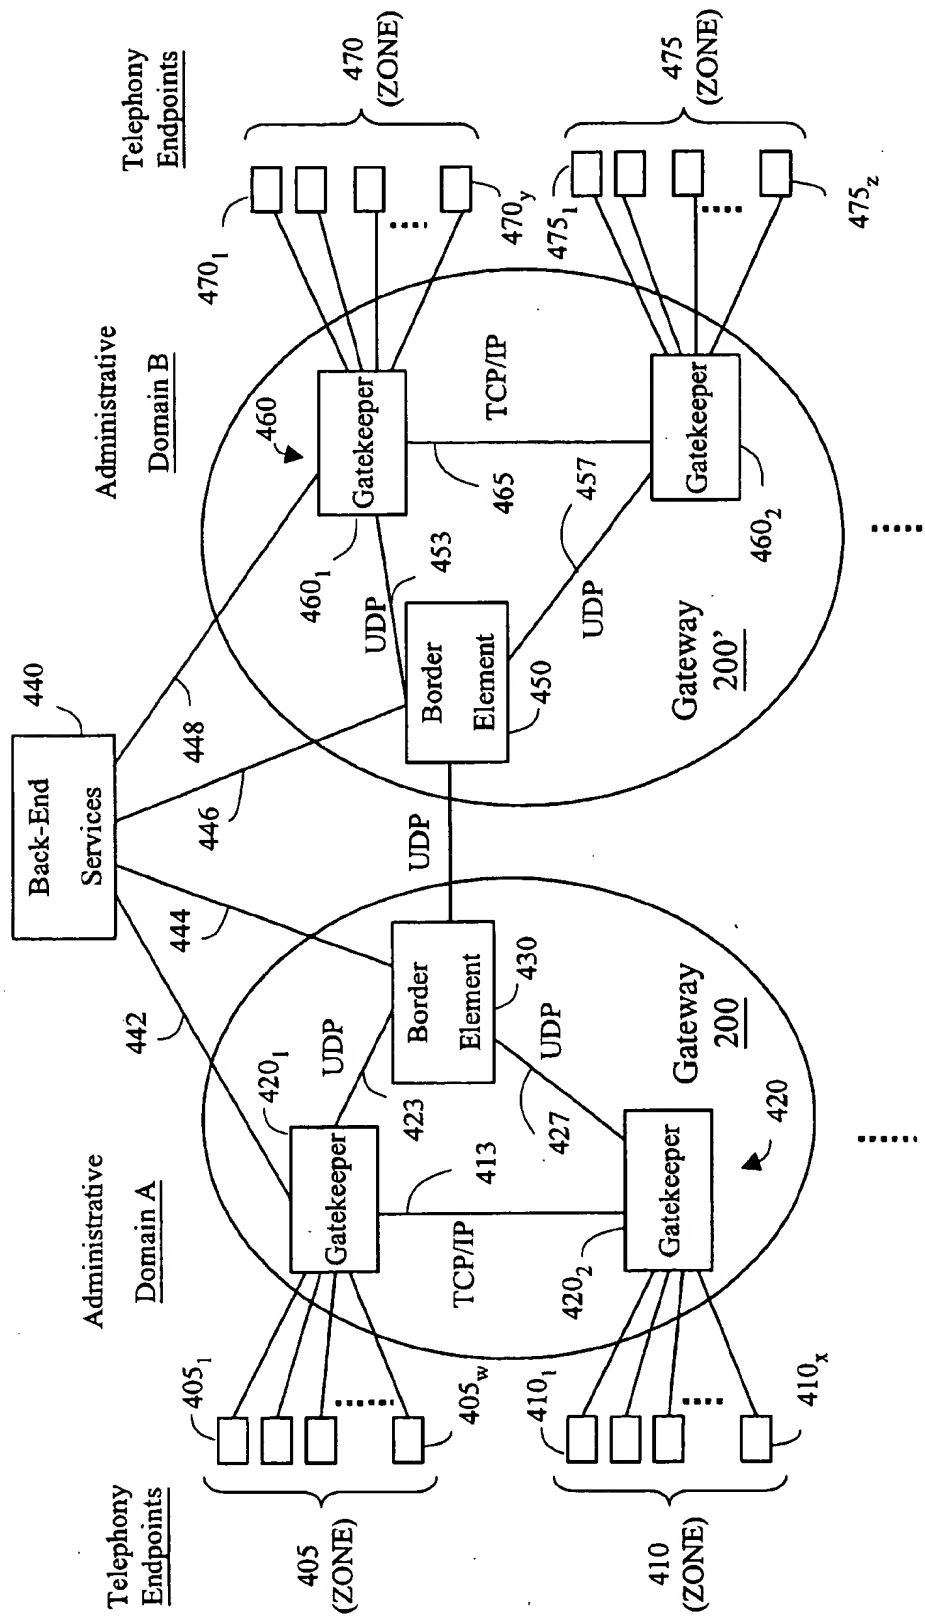 Back-End
Services
440
442
444
446
448
Administrative
Domain A
Administrative
Domain B
Telephony
Endpoints
Telephony
Endpoints
405₁
405w
405
(ZONE)
410₁
410ₓ
410
(ZONE)
Gatekeeper
420₁
UDP
423
TCP/IP
413
Gatekeeper
420₂
420
UDP
427
Border
Element
430
Gateway
200
UDP
Border
Element
450
UDP
453
UDP
457
Gateway
200’
Gatekeeper
460₁
460
TCP/IP
465
Gatekeeper
460₂
470₁
470y
470
(ZONE)
475₁
475z
475
(ZONE)